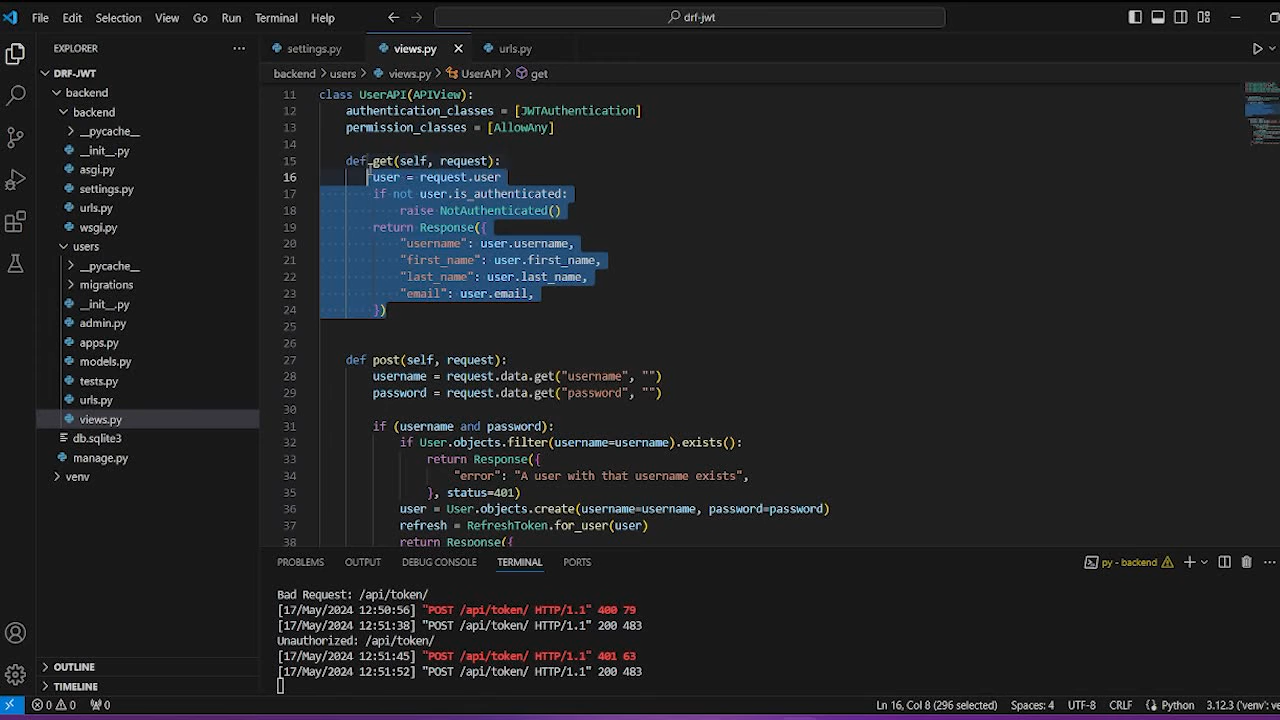 File Edit Selection View Go Run Terminal Help
drf-jwt
EXPLORER
settings.py
views.py
urls.py
DRF-JWT
backend
backend
__pycache__
__init__.py
asgi.py
settings.py
urls.py
wsgi.py
users
__pycache__
migrations
__init__.py
admin.py
apps.py
models.py
tests.py
urls.py
views.py
db.sqlite3
manage.py
venv
OUTLINE
TIMELINE
backend > users > views.py > UserAPI > get
11 class UserAPI(APIView):
12     authentication_classes = [JWTAuthentication]
13     permission_classes = [AllowAny]
14
15     def get(self, request):
16         user = request.user
17         if not user.is_authenticated:
18             raise NotAuthenticated()
19         return Response({
20             "username": user.username,
21             "first_name": user.first_name,
22             "last_name": user.last_name,
23             "email": user.email,
24         })
25
26
27     def post(self, request):
28         username = request.data.get("username", "")
29         password = request.data.get("password", "")
30
31         if (username and password):
32             if User.objects.filter(username=username).exists():
33                 return Response({
34                     "error": "A user with that username exists",
35                 }, status=401)
36             user = User.objects.create(username=username, password=password)
37             refresh = RefreshToken.for_user(user)
38             return Response({
PROBLEMS OUTPUT DEBUG CONSOLE TERMINAL PORTS
py - backend
Bad Request: /api/token/
[17/May/2024 12:50:56] "POST /api/token/ HTTP/1.1" 400 79
[17/May/2024 12:51:38] "POST /api/token/ HTTP/1.1" 200 483
Unauthorized: /api/token/
[17/May/2024 12:51:45] "POST /api/token/ HTTP/1.1" 401 63
[17/May/2024 12:51:52] "POST /api/token/ HTTP/1.1" 200 483
0 0 0 Ln 16, Col 8 (296 selected) Spaces: 4 UTF-8 CRLF Python 3.12.3 ('venv':